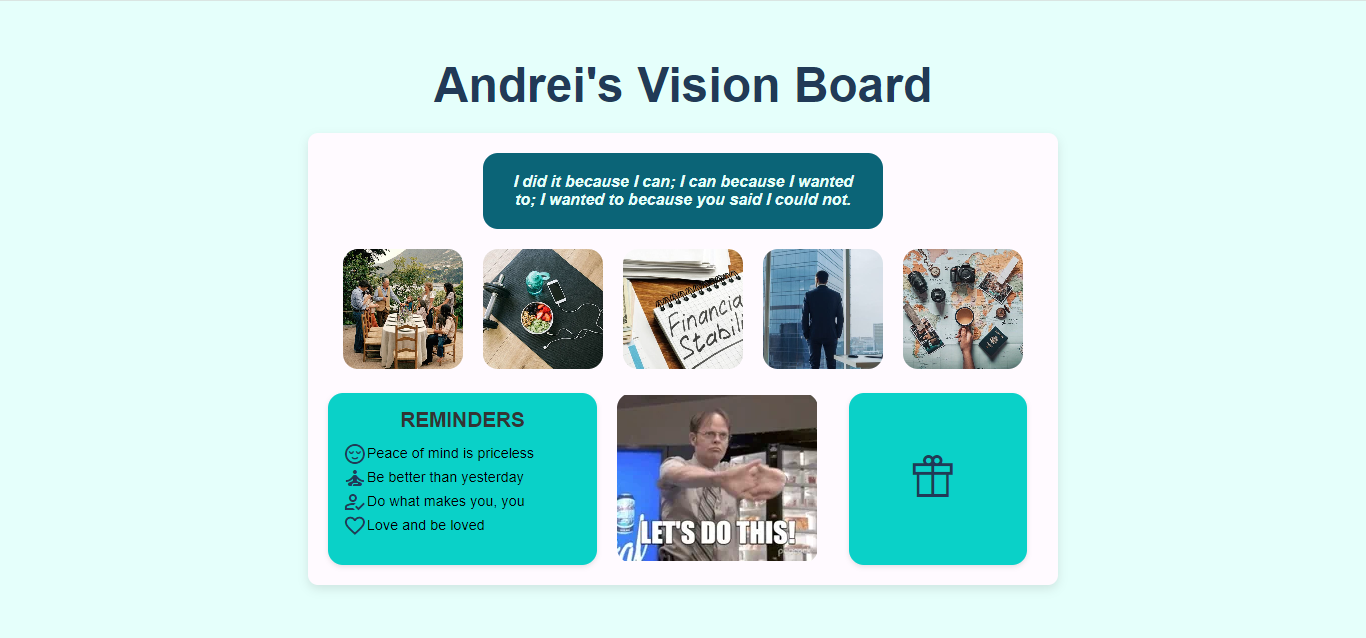 Andrei's Vision Board
I did it because I can; I can because I wanted
to; I wanted to because you said I could not.
Financia
Stabili
REMINDERS
Peace of mind is priceless
Be better than yesterday
Do what makes you, you
Love and be loved
LET'S DO THIS!